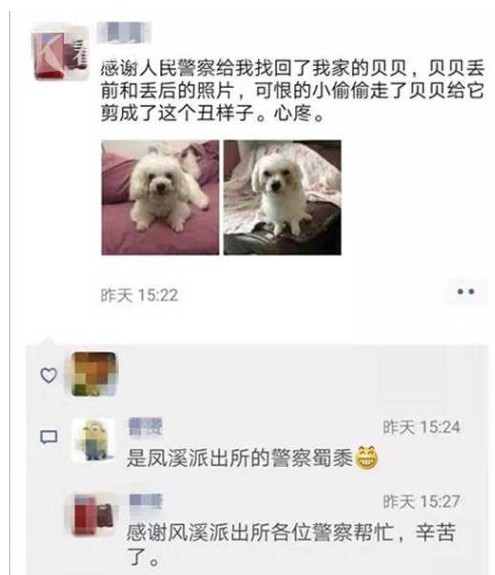 感谢人民警察给我找回了我家的贝贝，贝贝丢
前和丢后的照片，可恨的小偷偷走了贝贝给它
剪成了这个丑样子。心疼。
昨天 15:22
昨天 15:24
是凤溪派出所的警察蜀黍😁
昨天 15:27
感谢风溪派出所各位警察帮忙，辛苦
了。